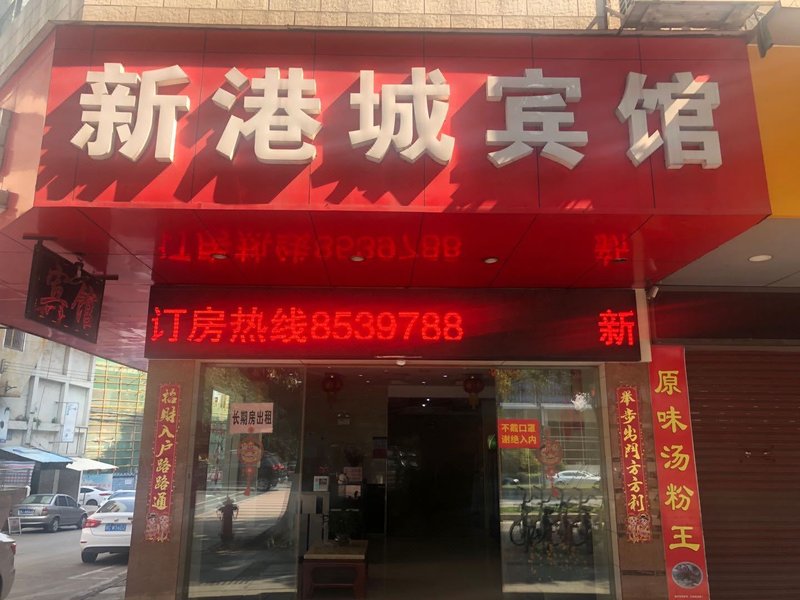 新港城宾馆
宾馆
订房热线8539788 新
招财入户路路通
长期房出租
不戴口罩
谢绝入内
举步出门方方利
原味汤粉王